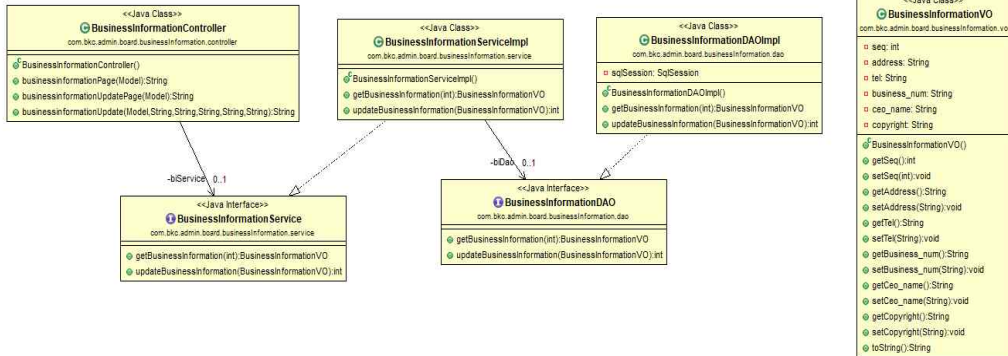 <<Java Class>>
BusinessInformationController
com.bkc.admin.board.businessInformation.controller
BusinessInformationController()
businessinformationPage(Model):String
businessinformationUpdatePage(Model):String
businessinformationUpdate(Model,String,String,String,String,String):String
<<Java Class>>
BusinessInformationServiceImpl
com.bkc.admin.board.businessInformation.service
BusinessInformationServiceImpl()
getBusinessInformation(int):BusinessInformationVO
updateBusinessInformation(BusinessInformationVO):int
<<Java Class>>
BusinessInformationDAOImpl
com.bkc.admin.board.businessInformation.dao
sqlSession: SqlSession
BusinessInformationDAOImpl()
getBusinessInformation(int):BusinessInformationVO
updateBusinessInformation(BusinessInformationVO):int
<<Java Class>>
BusinessInformationVO
com.bkc.admin.board.businessInformation.vo
seq: int
address: String
tel: String
business_num: String
ceo_name: String
copyright: String
BusinessInformationVO()
getSeq():int
setSeq(int):void
getAddress():String
setAddress(String):void
getTel():String
setTel(String):void
getBusiness_num():String
setBusiness_num(String):void
getCeo_name():String
setCeo_name(String):void
getCopyright():String
setCopyright(String):void
toString():String
-biService 0..1
-biDao 0..1
<<Java Interface>>
BusinessInformationService
com.bkc.admin.board.businessInformation.service
getBusinessInformation(int):BusinessInformationVO
updateBusinessInformation(BusinessInformationVO):int
<<Java Interface>>
BusinessInformationDAO
com.bkc.admin.board.businessInformation.dao
getBusinessInformation(int):BusinessInformationVO
updateBusinessInformation(BusinessInformationVO):int